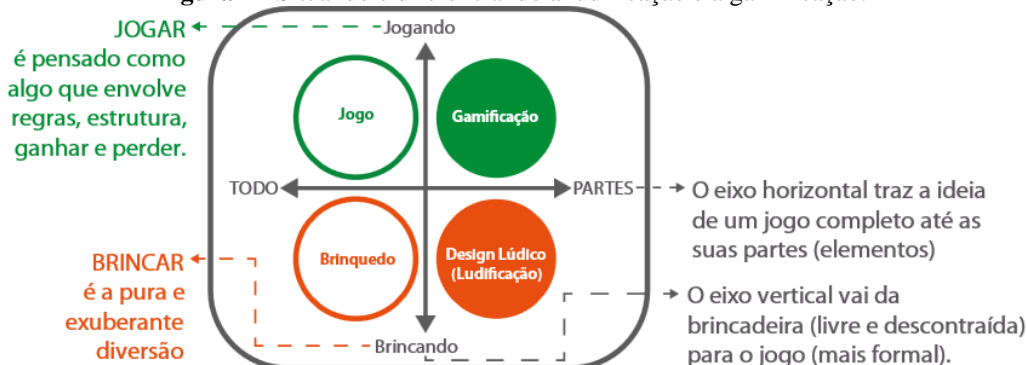 JOGAR
é pensado como
algo que envolve
regras, estrutura,
ganhar e perder.
Jogando
Jogo
Gamificação
TODO
PARTES
O eixo horizontal traz a ideia
de um jogo completo até as
suas partes (elementos)
Brinquedo
Design Lúdico
(Ludificação)
BRINCAR
é a pura e
exuberante
diversão
Brincando
O eixo vertical vai da
brincadeira (livre e descontraída)
para o jogo (mais formal).